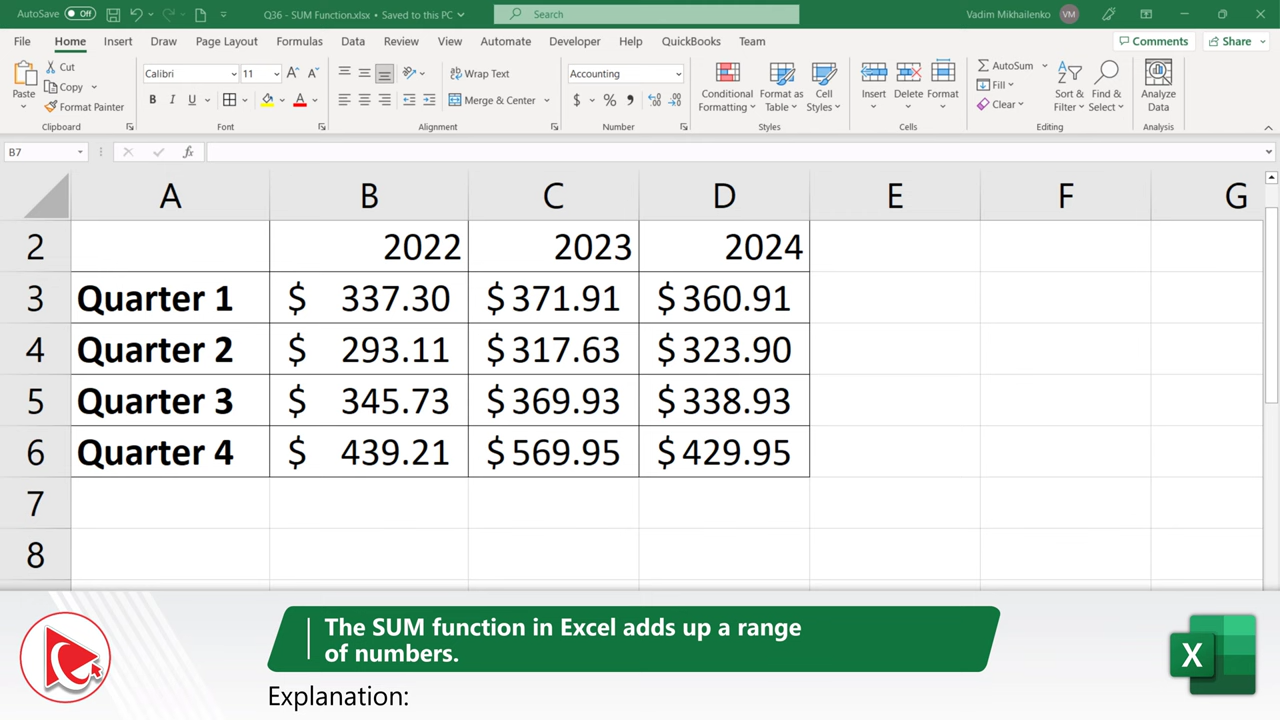 AutoSave Off Q36 - SUM Function.xlsx • Saved to this PC Search Vadim Mikhailenko VM
File Home Insert Draw Page Layout Formulas Data Review View Automate Developer Help QuickBooks Team Comments Share
Paste
Cut
Copy
Format Painter
Clipboard
Calibri 11
B I U
Font
Wrap Text
Merge & Center
Alignment
Accounting
$ % ,
Number
Conditional Formatting
Format as Table
Cell Styles
Styles
Insert Delete Format
Cells
AutoSum
Fill
Clear
Sort & Filter
Find & Select
Editing
Analyze Data
Analysis
B7 fx
A B C D E F G
2 2022 2023 2024
3 Quarter 1 $ 337.30 $ 371.91 $ 360.91
4 Quarter 2 $ 293.11 $ 317.63 $ 323.90
5 Quarter 3 $ 345.73 $ 369.93 $ 338.93
6 Quarter 4 $ 439.21 $ 569.95 $ 429.95
7
8
The SUM function in Excel adds up a range
of numbers.
Explanation:
X